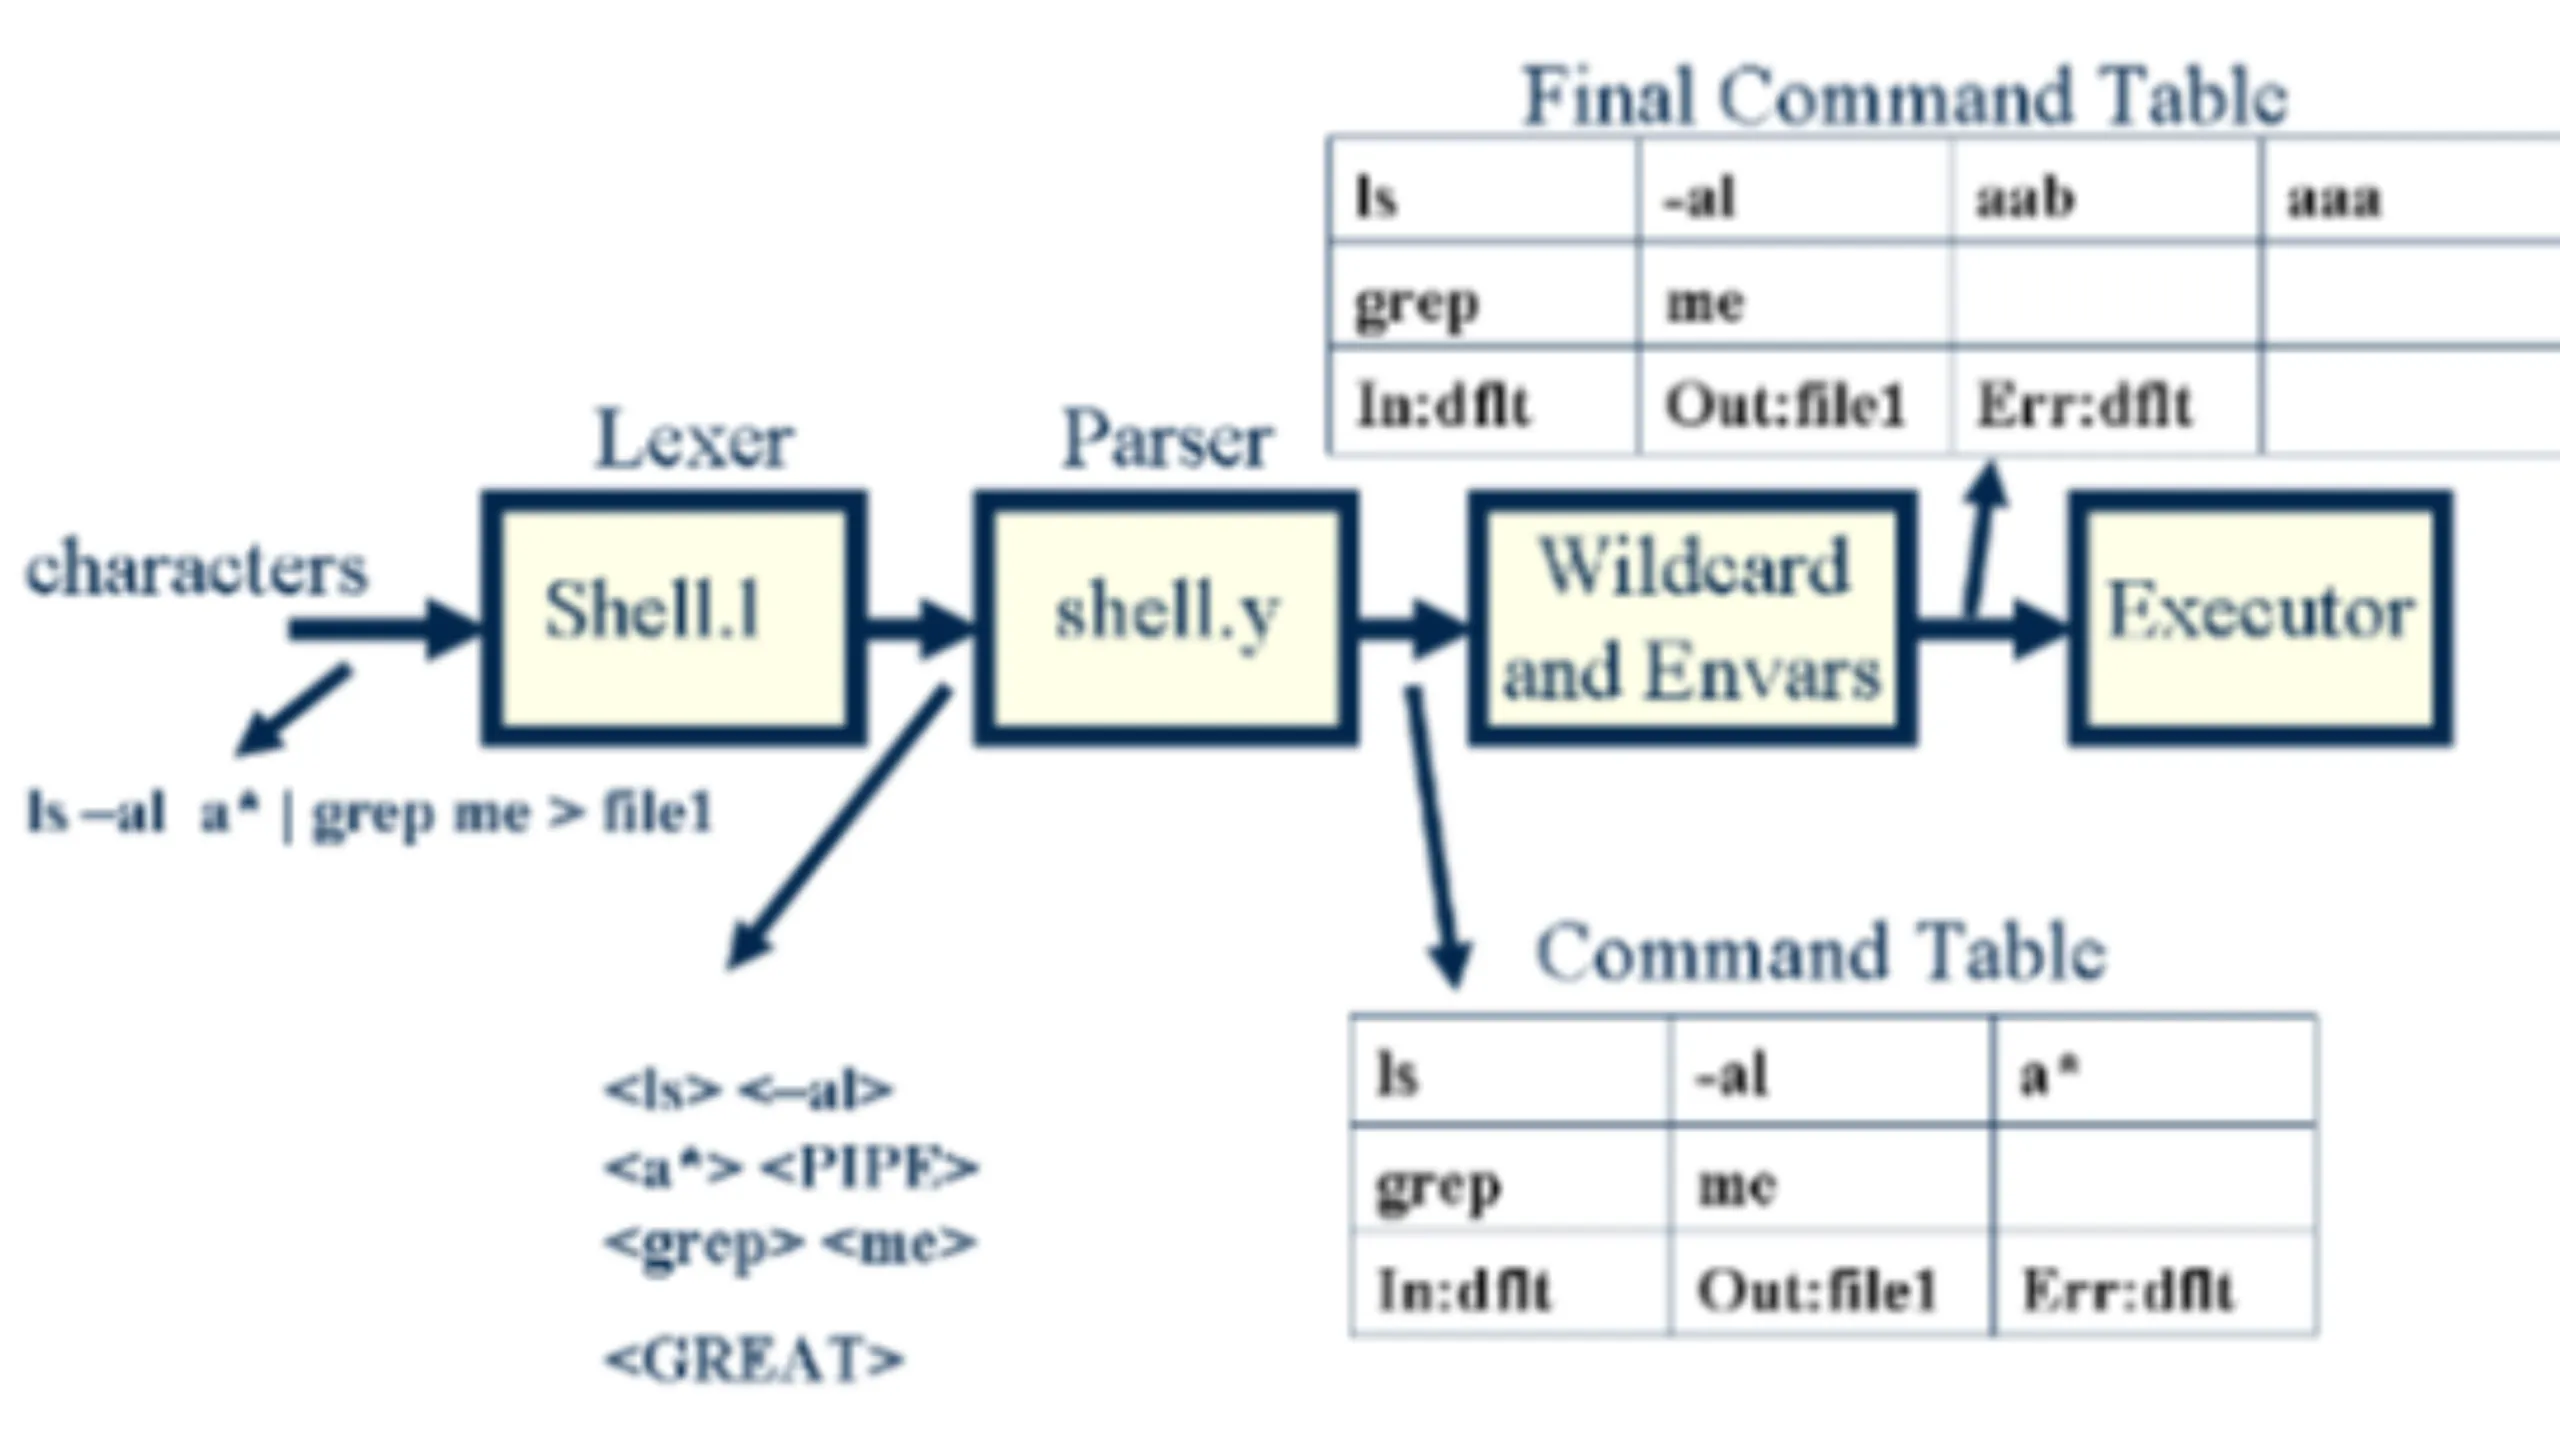 Final Command Table
ls -al aab aaa
grep me
In:dflt Out:file1 Err:dflt
Lexer
Parser
characters
Shell.l
shell.y
Wildcard
and Envars
Executor
ls –al a* | grep me > file1
<ls> <–al>
<a*> <PIPE>
<grep> <me>
<GREAT>
Command Table
ls -al a*
grep me
In:dflt Out:file1 Err:dflt